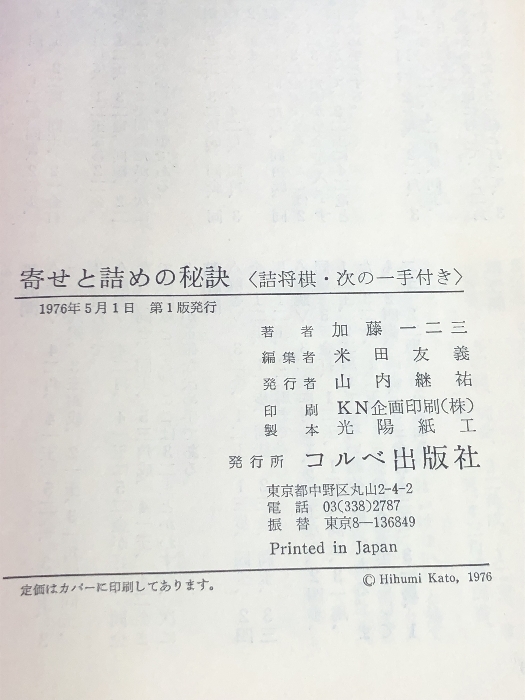 寄せと詰めの秘訣 〈詰将棋・次の一手付き〉
1976年5月1日 第1版発行
著者 加藤一二三
編集者 米田友義
発行者 山内継祐
印刷 KN企画印刷(株)
製本 光陽紙工
発行所 コルベ出版社
東京都中野区丸山2-4-2
電話 03(338)2787
振替 東京8―136849
Printed in Japan
定価はカバーに印刷してあります。
© Hihumi Kato, 1976